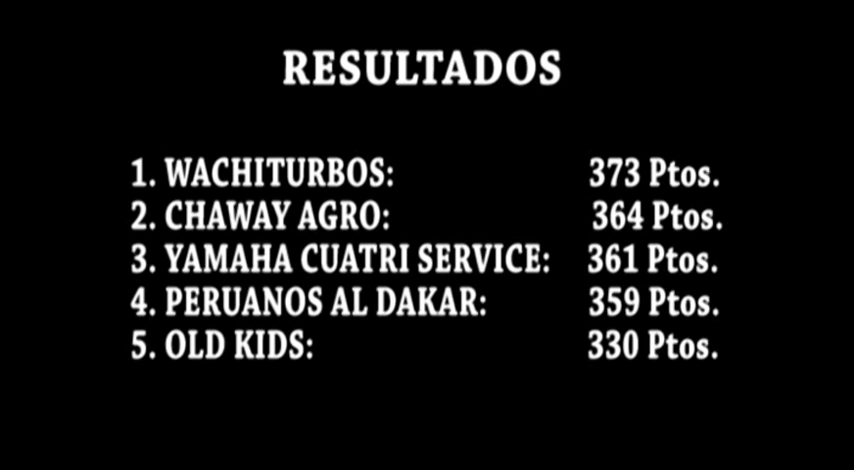 RESULTADOS
1. WACHITURBOS: 373 Ptos.
2. CHAWAY AGRO: 364 Ptos.
3. YAMAHA CUATRI SERVICE: 361 Ptos.
4. PERUANOS AL DAKAR: 359 Ptos.
5. OLD KIDS: 330 Ptos.